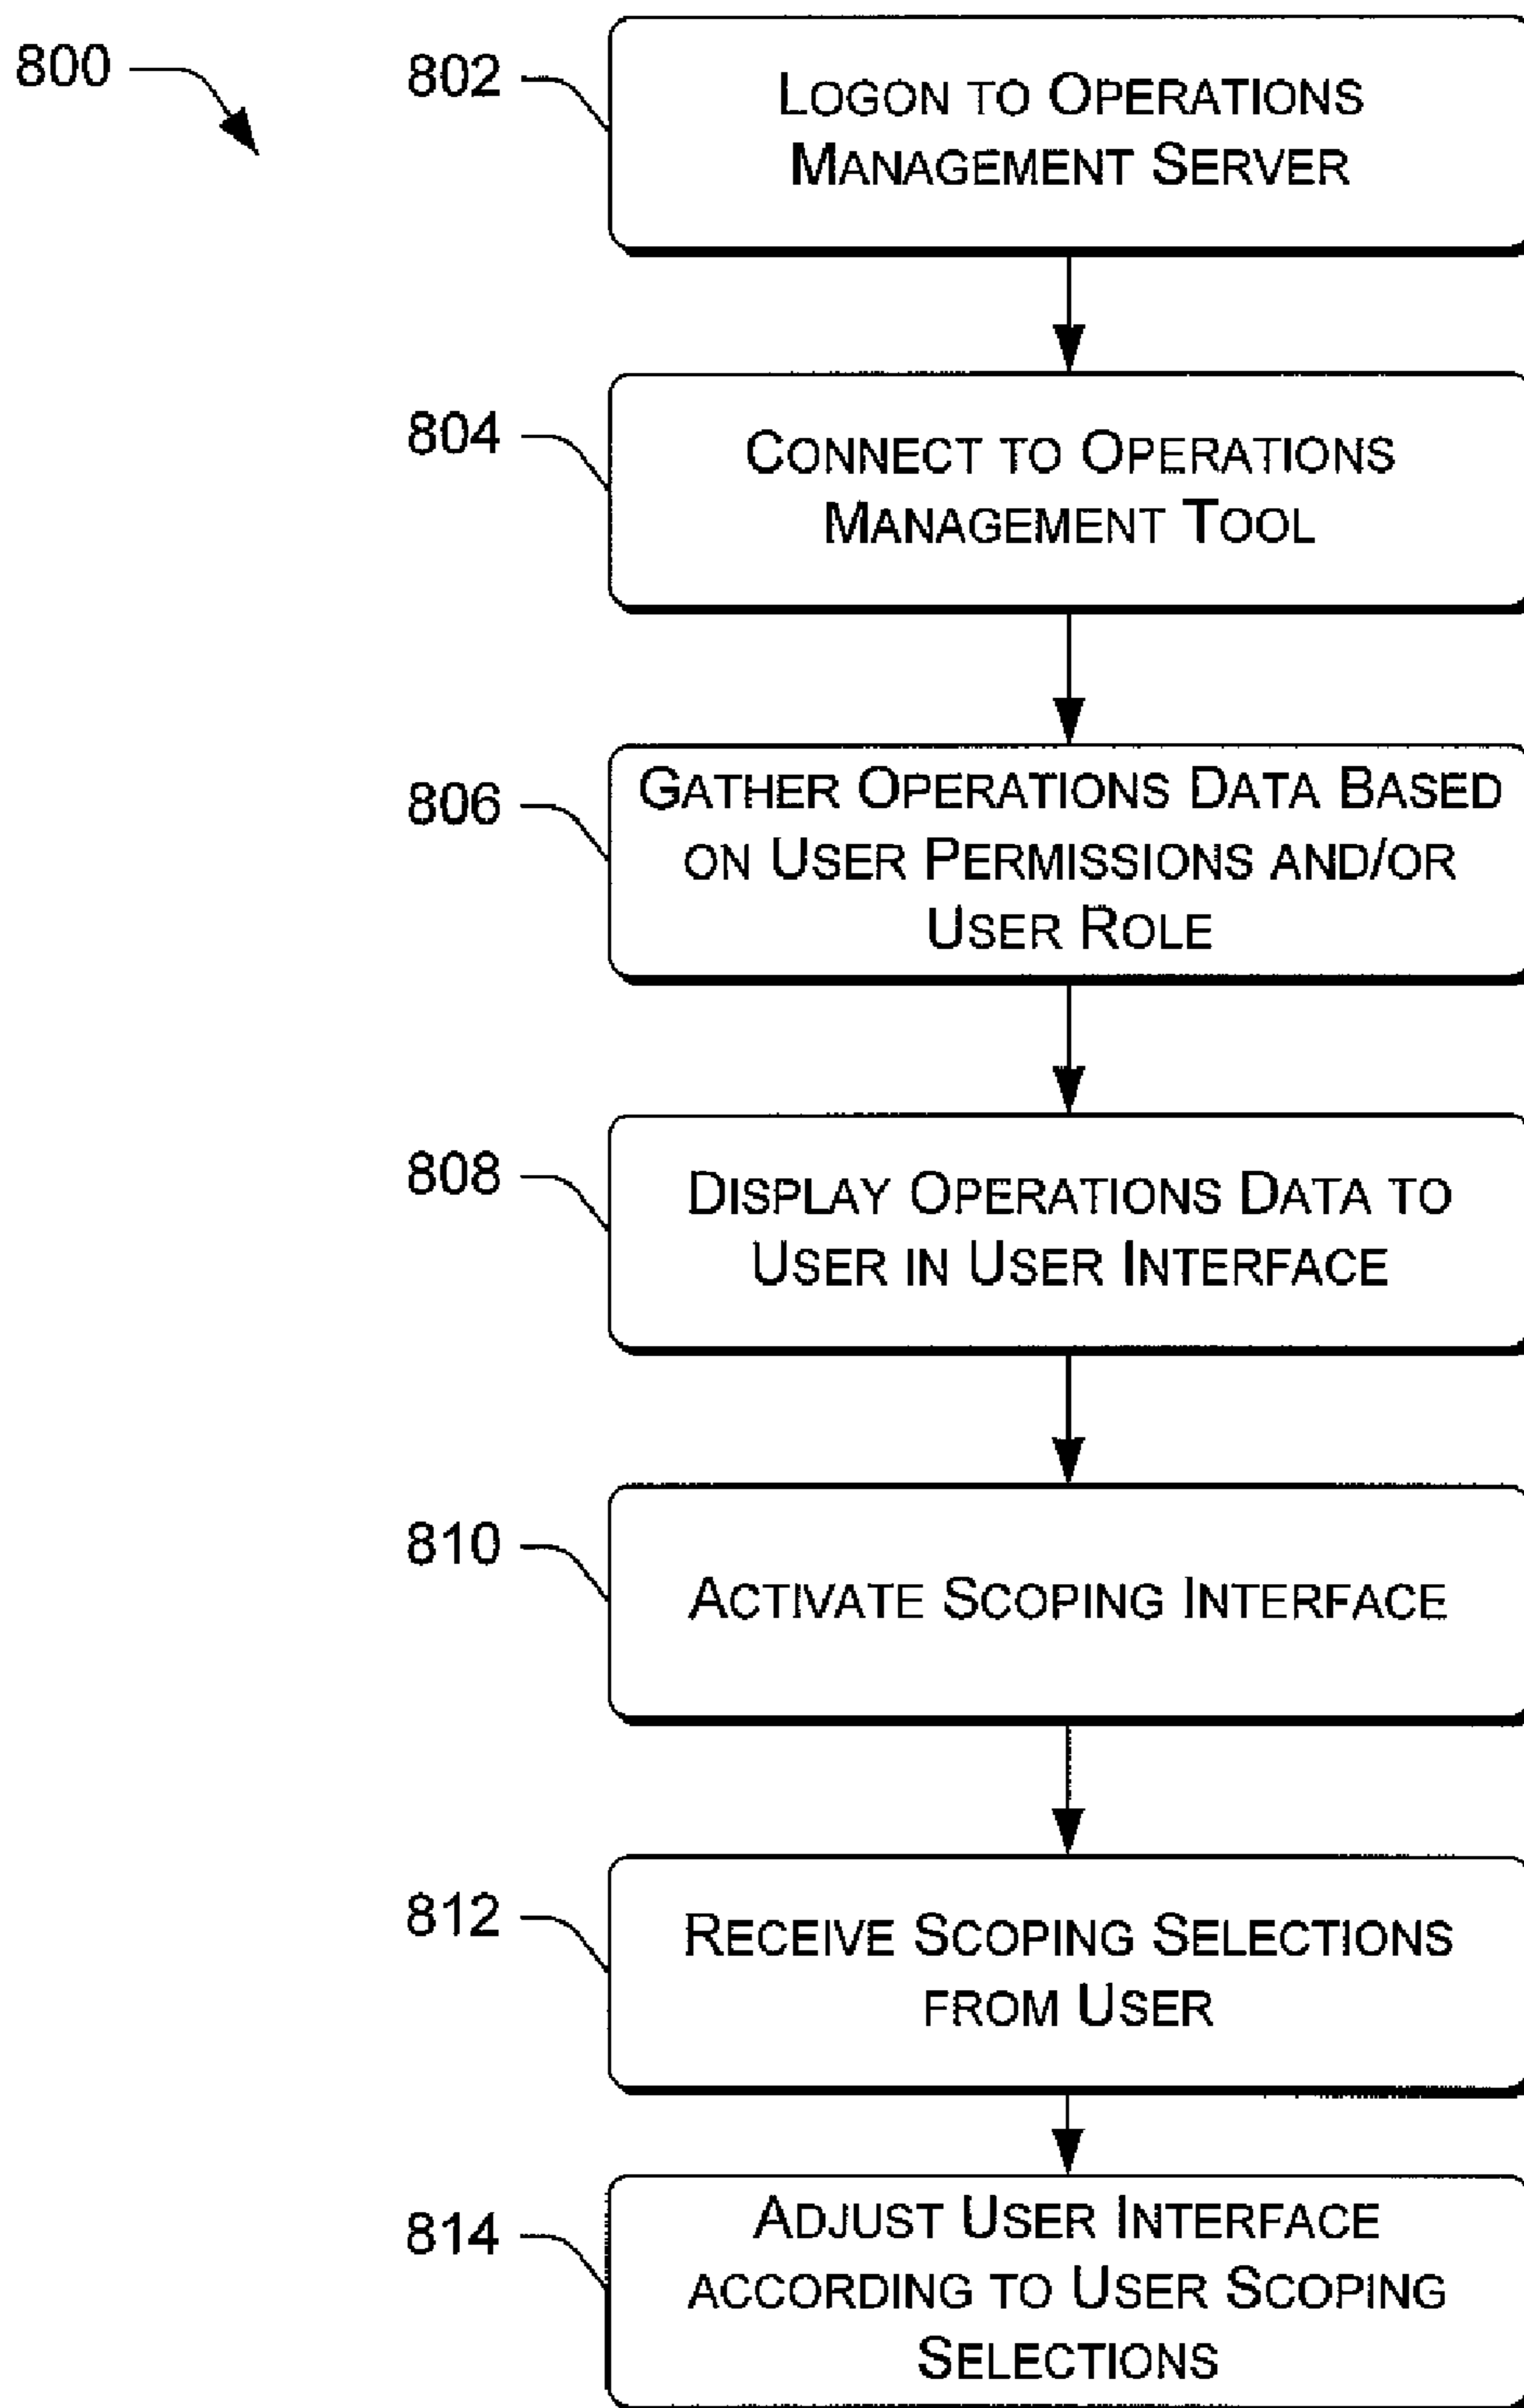 800
802
LOGON TO OPERATIONS
MANAGEMENT SERVER
804
CONNECT TO OPERATIONS
MANAGEMENT TOOL
806
GATHER OPERATIONS DATA BASED
ON USER PERMISSIONS AND/OR
USER ROLE
808
DISPLAY OPERATIONS DATA TO
USER IN USER INTERFACE
810
ACTIVATE SCOPING INTERFACE
812
RECEIVE SCOPING SELECTIONS
FROM USER
814
ADJUST USER INTERFACE
ACCORDING TO USER SCOPING
SELECTIONS